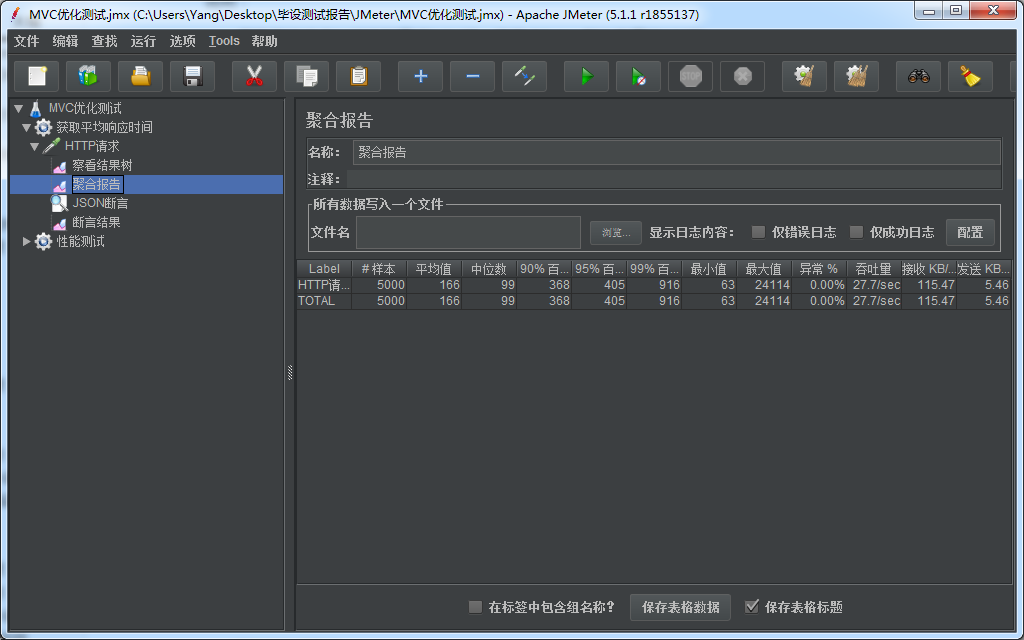 MVC优化测试.jmx (C:\Users\Yang\Desktop\毕设测试报告\JMeter\MVC优化测试.jmx) - Apache JMeter (5.1.1 r1855137)
文件 编辑 查找 运行 选项 Tools 帮助
STOP
MVC优化测试
获取平均响应时间
HTTP请求
察看结果树
聚合报告
JSON断言
断言结果
性能测试
聚合报告
名称: 聚合报告
注释:
所有数据写入一个文件
文件名 浏览... 显示日志内容: 仅错误日志 仅成功日志 配置
Label # 样本 平均值 中位数 90% 百... 95% 百... 99% 百... 最小值 最大值 异常 % 吞吐量 接收 KB/... 发送 KB...
HTTP请... 5000 166 99 368 405 916 63 24114 0.00% 27.7/sec 115.47 5.46
TOTAL 5000 166 99 368 405 916 63 24114 0.00% 27.7/sec 115.47 5.46
在标签中包含组名称? 保存表格数据 保存表格标题